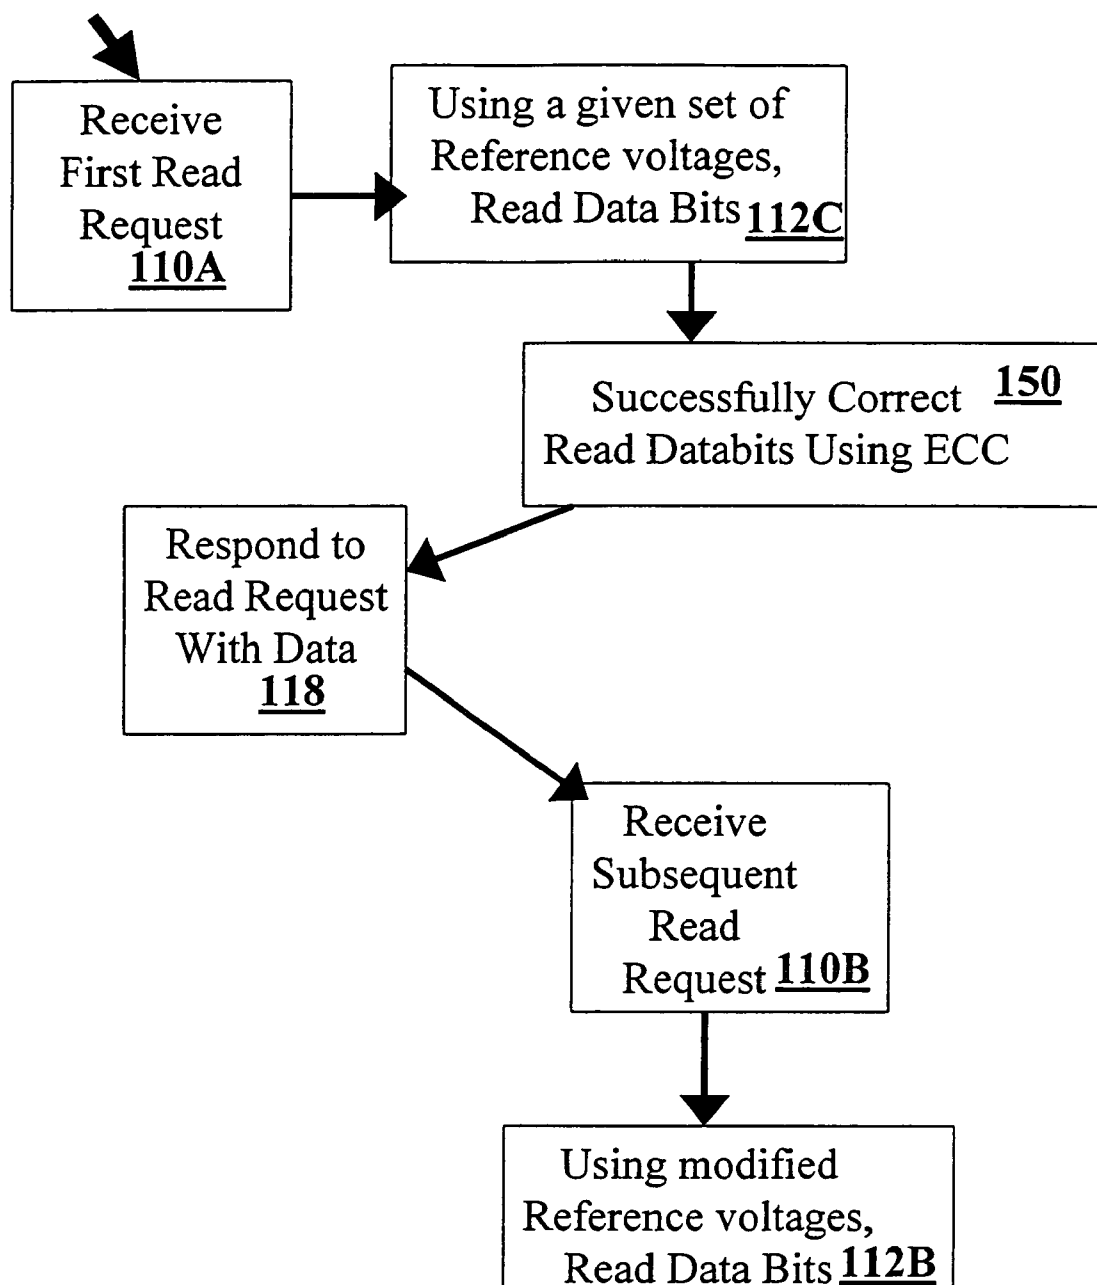 Receive
First Read
Request
110A
Using a given set of
Reference voltages,
Read Data Bits 112C
Successfully Correct 150
Read Databits Using ECC
Respond to
Read Request
With Data
118
Receive
Subsequent
Read
Request 110B
Using modified
Reference voltages,
Read Data Bits 112B